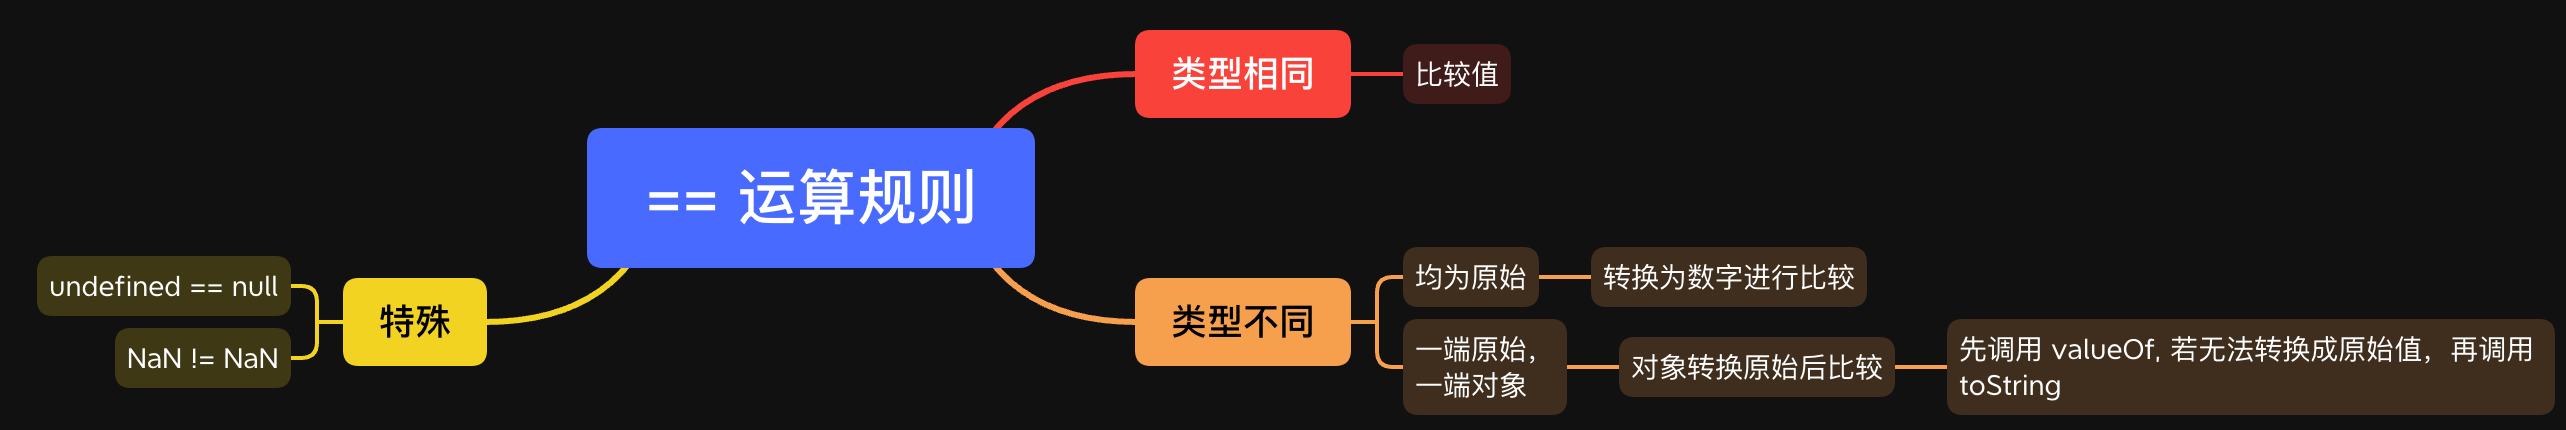 == 运算规则
类型相同
比较值
类型不同
均为原始
转换为数字进行比较
一端原始，
一端对象
对象转换原始后比较
先调用 valueOf, 若无法转换成原始值，再调用
toString
特殊
undefined == null
NaN != NaN